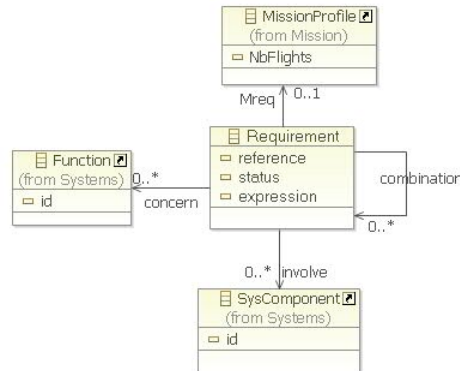 MissionProfile
(from Mission)
NbFlights
Mreq
0..1
Requirement
reference
status
expression
Function
(from Systems)
id
0..*
concern
combination
0..*
0..*
involve
SysComponent
(from Systems)
id